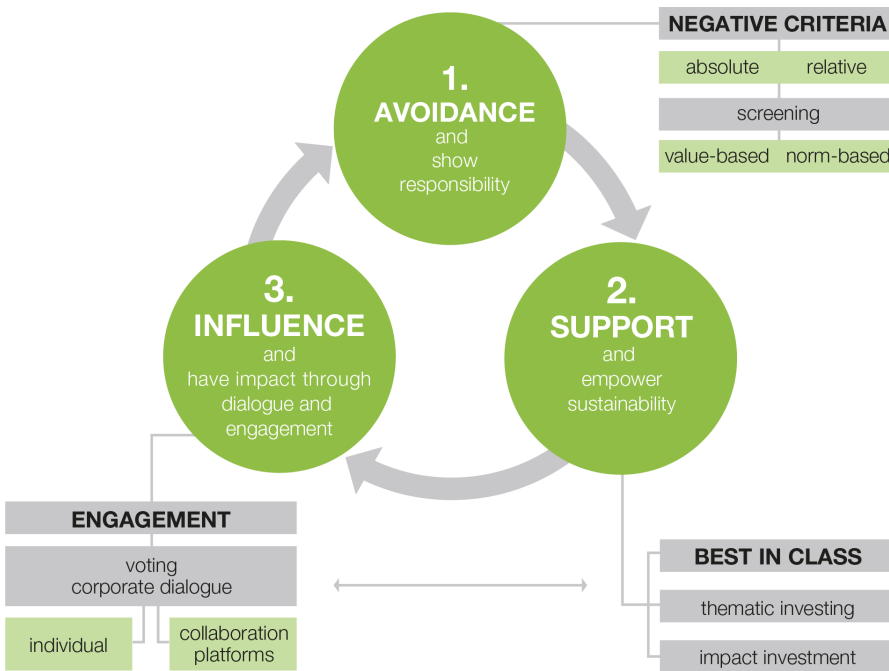 1.
AVOIDANCE
and
show
responsibility
NEGATIVE CRITERIA
absolute relative
screening
value-based norm-based
2.
SUPPORT
and
empower
sustainability
3.
INFLUENCE
and
have impact through
dialogue and
engagement
ENGAGEMENT
voting
corporate dialogue
individual
collaboration
platforms
BEST IN CLASS
thematic investing
impact investment